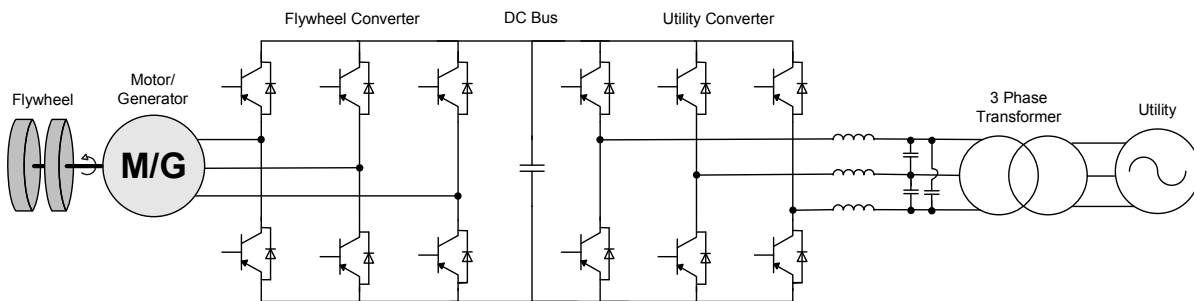 Flywheel Converter
DC Bus
Utility Converter
Flywheel
Motor/
Generator
M/G
3 Phase
Transformer
Utility